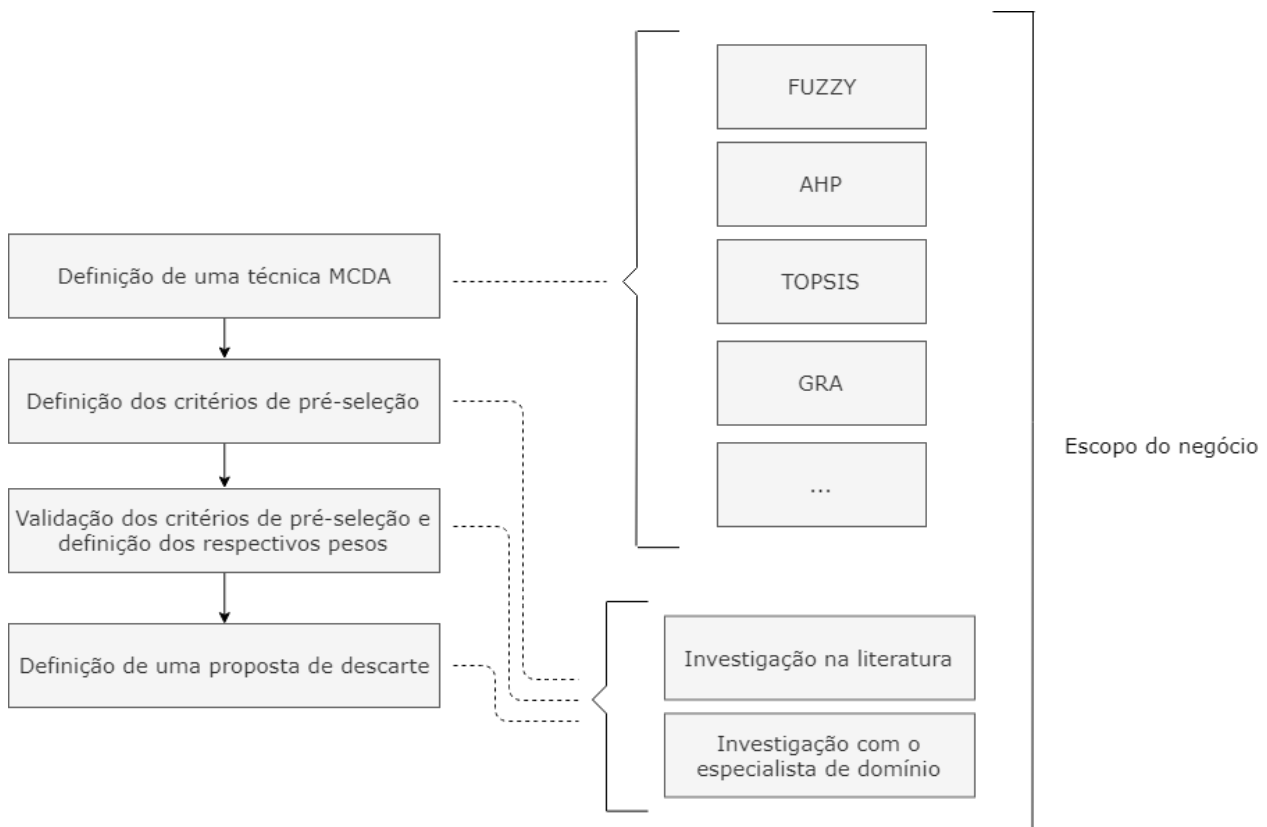 Definição de uma técnica MCDA
Definição dos critérios de pré-seleção
Validação dos critérios de pré-seleção e
definição dos respectivos pesos
Definição de uma proposta de descarte
FUZZY
AHP
TOPSIS
GRA
...
Investigação na literatura
Investigação com o
especialista de domínio
Escopo do negócio